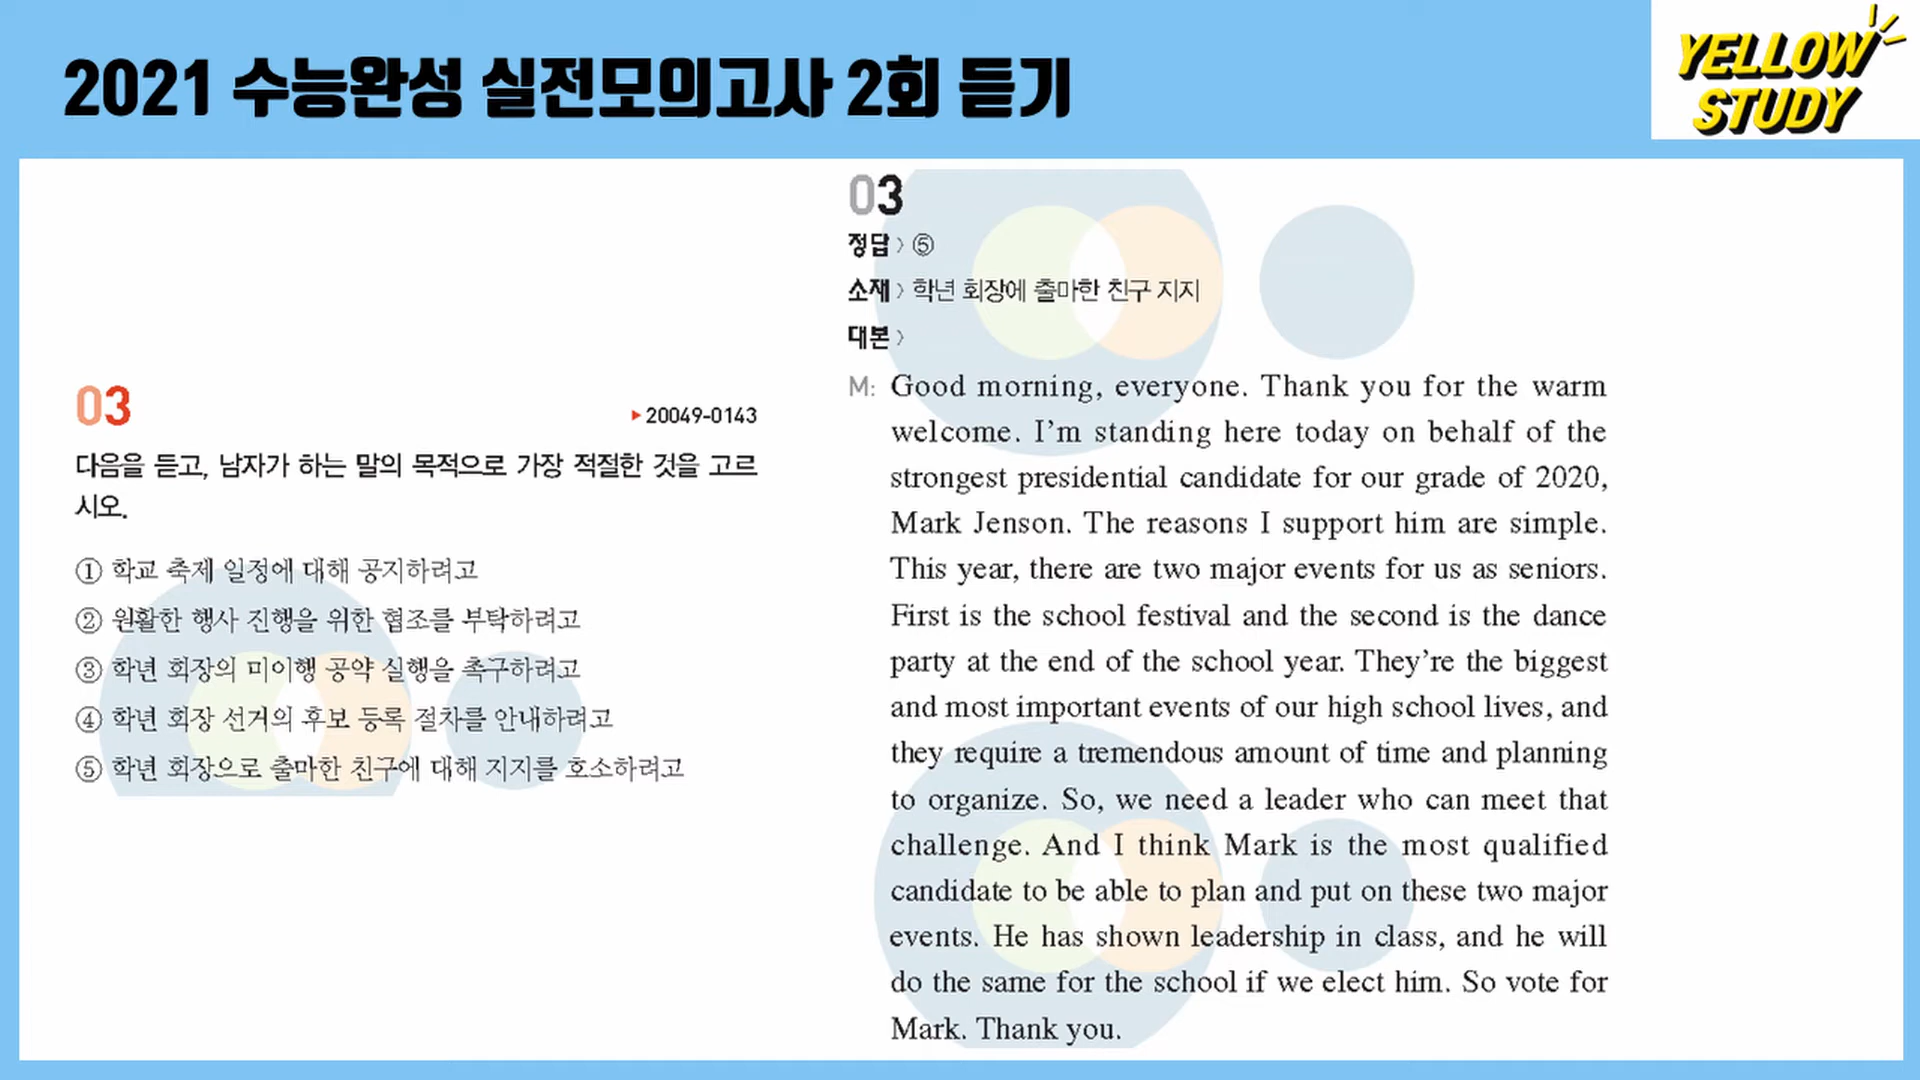 2021 수능완성 실전모의고사 2회 듣기
YELLOW
STUDY
03
20049-0143
다음을 듣고, 남자가 하는 말의 목적으로 가장 적절한 것을 고르
시오.
① 학교 축제 일정에 대해 공지하려고
② 원활한 행사 진행을 위한 협조를 부탁하려고
③ 학년 회장의 미이행 공약 실행을 촉구하려고
④ 학년 회장 선거의 후보 등록 절차를 안내하려고
⑤ 학년 회장으로 출마한 친구에 대해 지지를 호소하려고
03
정답 〉 ⑤
소재 〉 학년 회장에 출마한 친구 지지
대본 〉
M: Good morning, everyone. Thank you for the warm
welcome. I'm standing here today on behalf of the
strongest presidential candidate for our grade of 2020,
Mark Jenson. The reasons I support him are simple.
This year, there are two major events for us as seniors.
First is the school festival and the second is the dance
party at the end of the school year. They're the biggest
and most important events of our high school lives, and
they require a tremendous amount of time and planning
to organize. So, we need a leader who can meet that
challenge. And I think Mark is the most qualified
candidate to be able to plan and put on these two major
events. He has shown leadership in class, and he will
do the same for the school if we elect him. So vote for
Mark. Thank you.